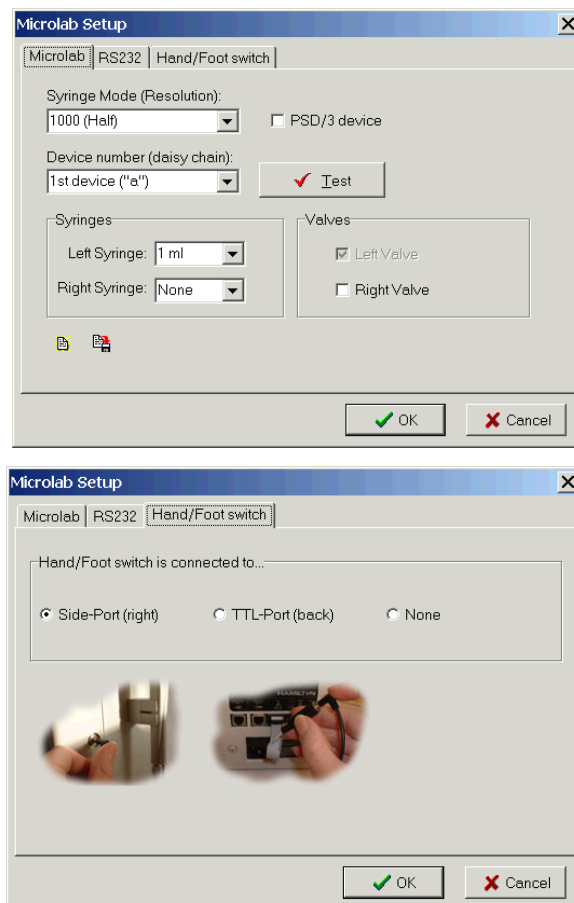 Microlab Setup
Microlab RS232 Hand/Foot switch
Syringe Mode (Resolution):
1000 (Half) PSD/3 device
Device number (daisy chain):
1st device ("a") Test
Syringes Valves
Left Syringe: 1 ml Left Valve
Right Syringe: None Right Valve
OK Cancel
Microlab Setup
Microlab RS232 Hand/Foot switch
Hand/Foot switch is connected to...
Side-Port (right) TTL-Port (back) None
HAMILTON
OK Cancel